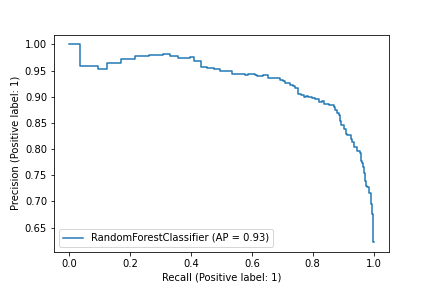 1.00
0.95
0.90
0.85
0.80
0.75
0.70
0.65
Precision (Positive label: 1)
RandomForestClassifier (AP = 0.93)
0.0 0.2 0.4 0.6 0.8 1.0
Recall (Positive label: 1)